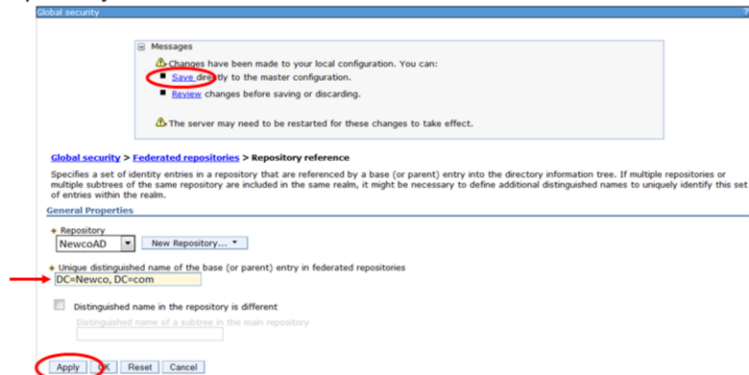 Global security
Messages
Changes have been made to your local configuration. You can:
Save directly to the master configuration.
Review changes before saving or discarding.
The server may need to be restarted for these changes to take effect.
Global security > Federated repositories > Repository reference
Specifies a set of identity entries in a repository that are referenced by a base (or parent) entry into the directory information tree. If multiple repositories or
multiple subtrees of the same repository are included in the same realm, it might be necessary to define additional distinguished names to uniquely identify this set
of entries within the realm.
General Properties
Repository
NewcoAD New Repository...
Unique distinguished name of the base (or parent) entry in federated repositories
DC=Newco, DC=com
Distinguished name in the repository is different
Distinguished name of a subtree in the main repository
Apply OK Reset Cancel